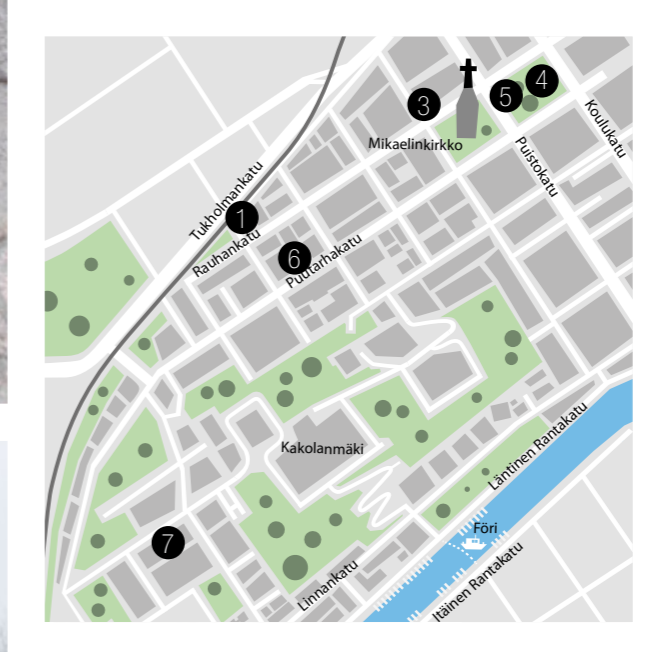 4
5
3
Koulukatu
Mikaelinkirkko
Puistokatu
Tukholmankatu
1
Rauhankatu
6
Puutarhakatu
Läntinen Rantakatu
Kakolanmäki
Föri
7
Linnankatu
Itäinen Rantakatu